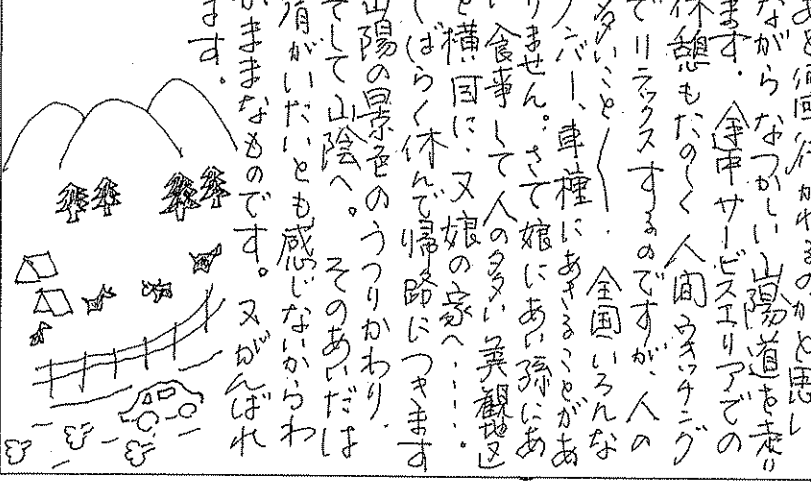 あと何回行かれるのかと思い
ながら なつかしい山陽道を走り
ます。途中サービスエリアでの
休憩もたのしく人間ウオッチング
でリラックスするのですが、人の
多いこと〱. 全国いろんな
ナンバー、車種にあきることがあ
りません。さて娘にあい孫にあ
い食事して人の多い美観地区
を横目に、又娘の家へ・・・・。
しばらく休んで帰路につきます
山陽の景色のうつりかわり.
そして山陰へ。そのあいだは
肩がいたいとも感じないからわ
がままなものです。又がんばれ
ます。